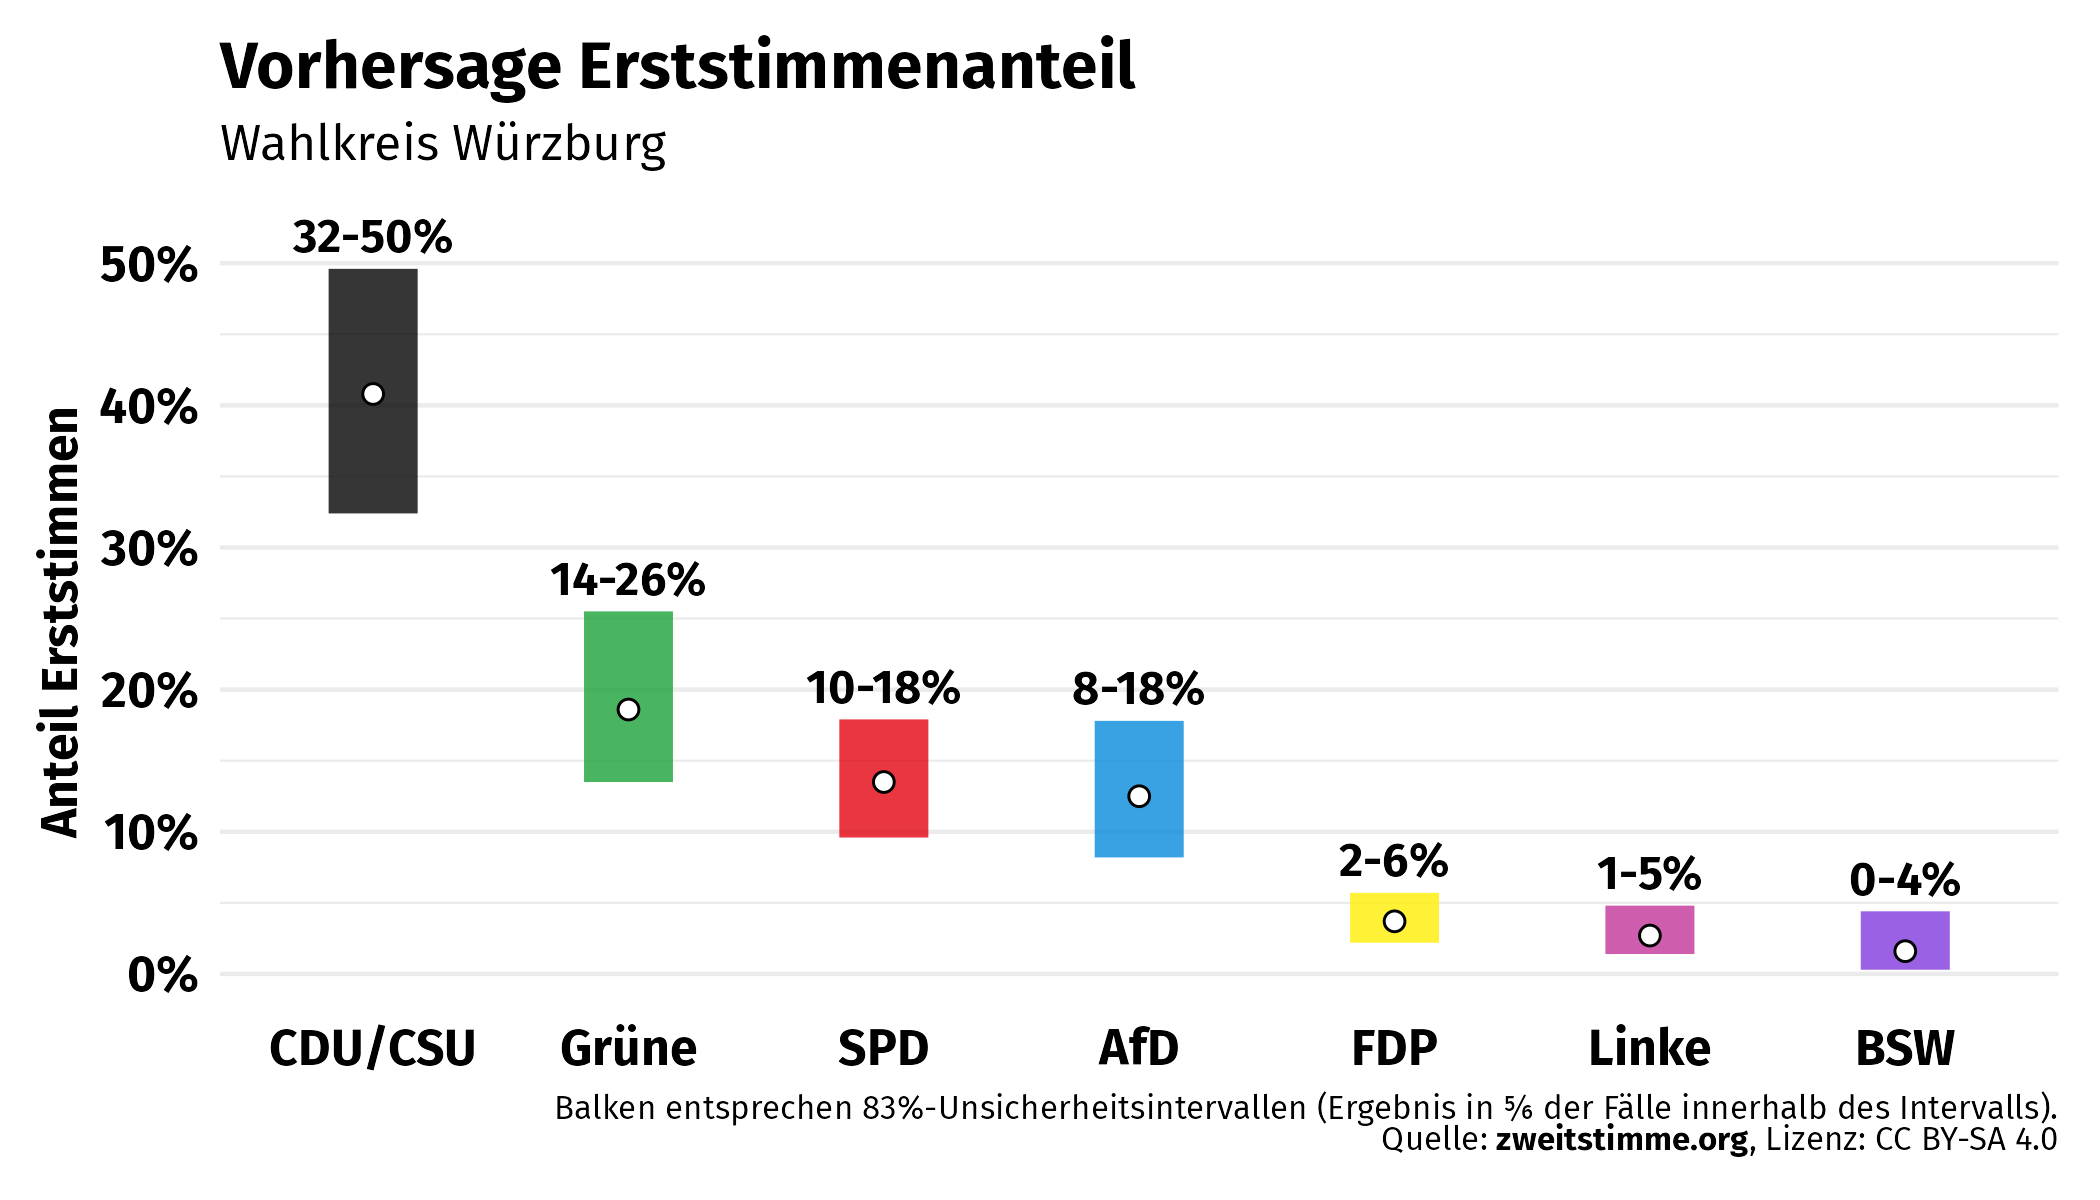 Vorhersage Erststimmenanteil
Wahlkreis Würzburg
Anteil Erststimmen
50%
40%
30%
20%
10%
0%
32-50%
14-26%
10-18%
8-18%
2-6%
1-5%
0-4%
CDU/CSU Grüne SPD AfD FDP Linke BSW
Balken entsprechen 83%-Unsicherheitsintervallen (Ergebnis in ⅚ der Fälle innerhalb des Intervalls).
Quelle: zweitstimme.org, Lizenz: CC BY-SA 4.0